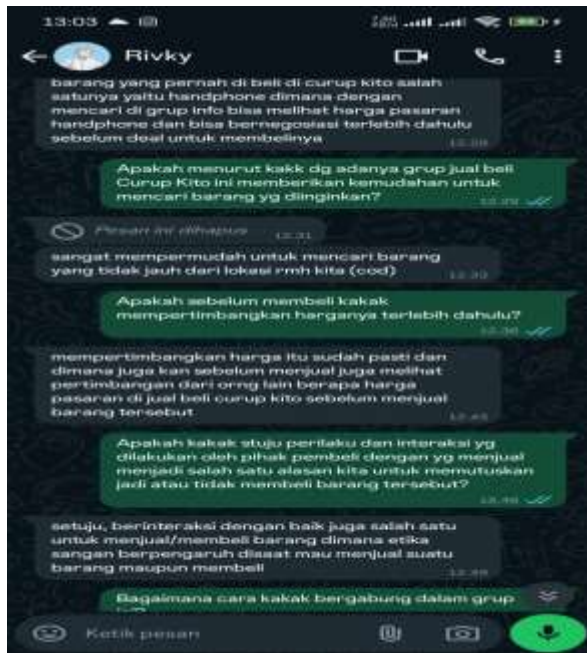 13:03
Rivky
barang yang pernah di beli di curup kito salah
satunya yaitu handphone dimana dengan
mencari di grup info bisa melihat harga pasaran
handphone dan bisa bernegosiasi terlebih dahulu
sebelum deal untuk membelinya
Apakah menurut kakk dg adanya grup jual beli
Curup Kito ini memberikan kemudahan untuk
mencari barang yg diinginkan?
Pesan ini dihapus 12.31
sangat mempermudah untuk mencari barang
yang tidak jauh dari lokasi rmh kita (cod)
Apakah sebelum membeli kakak
mempertimbangkan harganya terlebih dahulu?
mempertimbangkan harga itu sudah pasti dan
dimana juga kan sebelum menjual juga melihat
pertimbangan dari orng lain berapa harga
pasaran di jual beli curup kito sebelum menjual
barang tersebut
Apakah kakak stuju perilaku dan interaksi yg
dilakukan oleh pihak pembeli dengan yg menjual
menjadi salah satu alasan kita untuk memutuskan
jadi atau tidak membeli barang tersebut?
setuju, berinteraksi dengan baik juga salah satu
untuk menjual/membeli barang dimana etika
sangan berpengaruh disaat mau menjual suatu
barang maupun membeli
Bagaimana cara kakak bergabung dalam grup
Ketik pesan